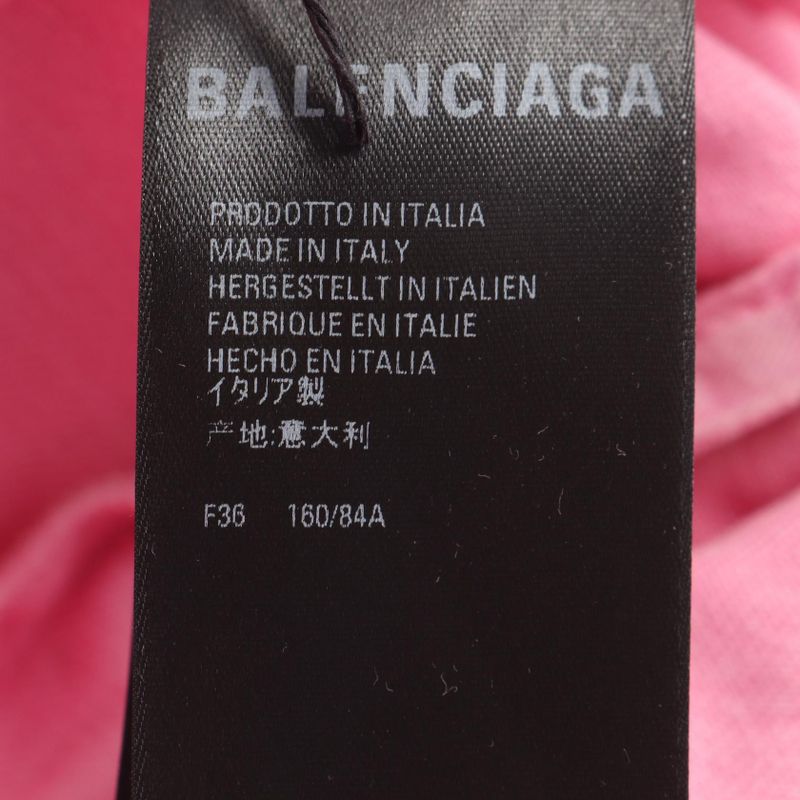 BALENCIAGA
PRODOTTO IN ITALIA
MADE IN ITALY
HERGESTELLT IN ITALIEN
FABRIQUE EN ITALIE
HECHO EN ITALIA
イタリア製
产地:意大利
F36 160/84A